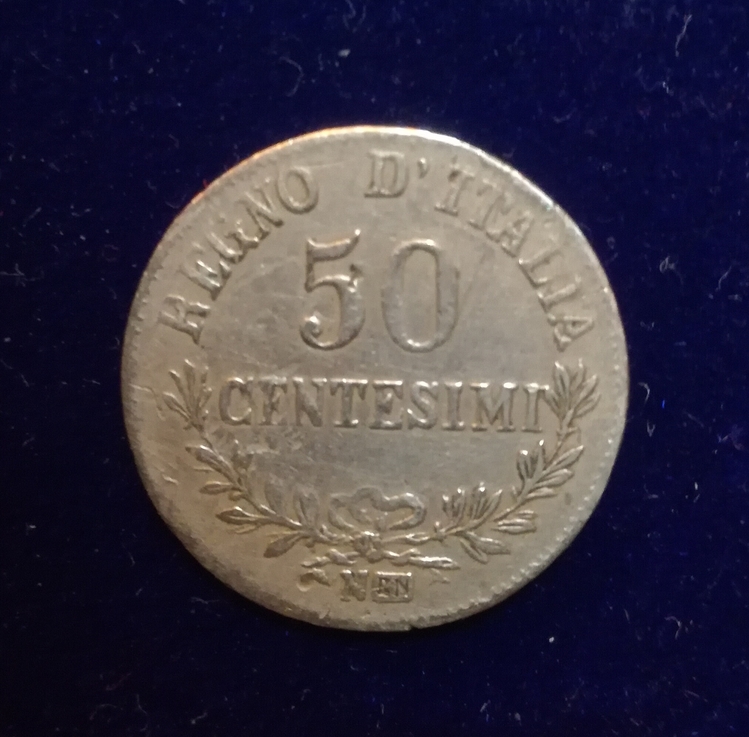 REGNO D'ITALIA
50
CENTESIMI
N BN